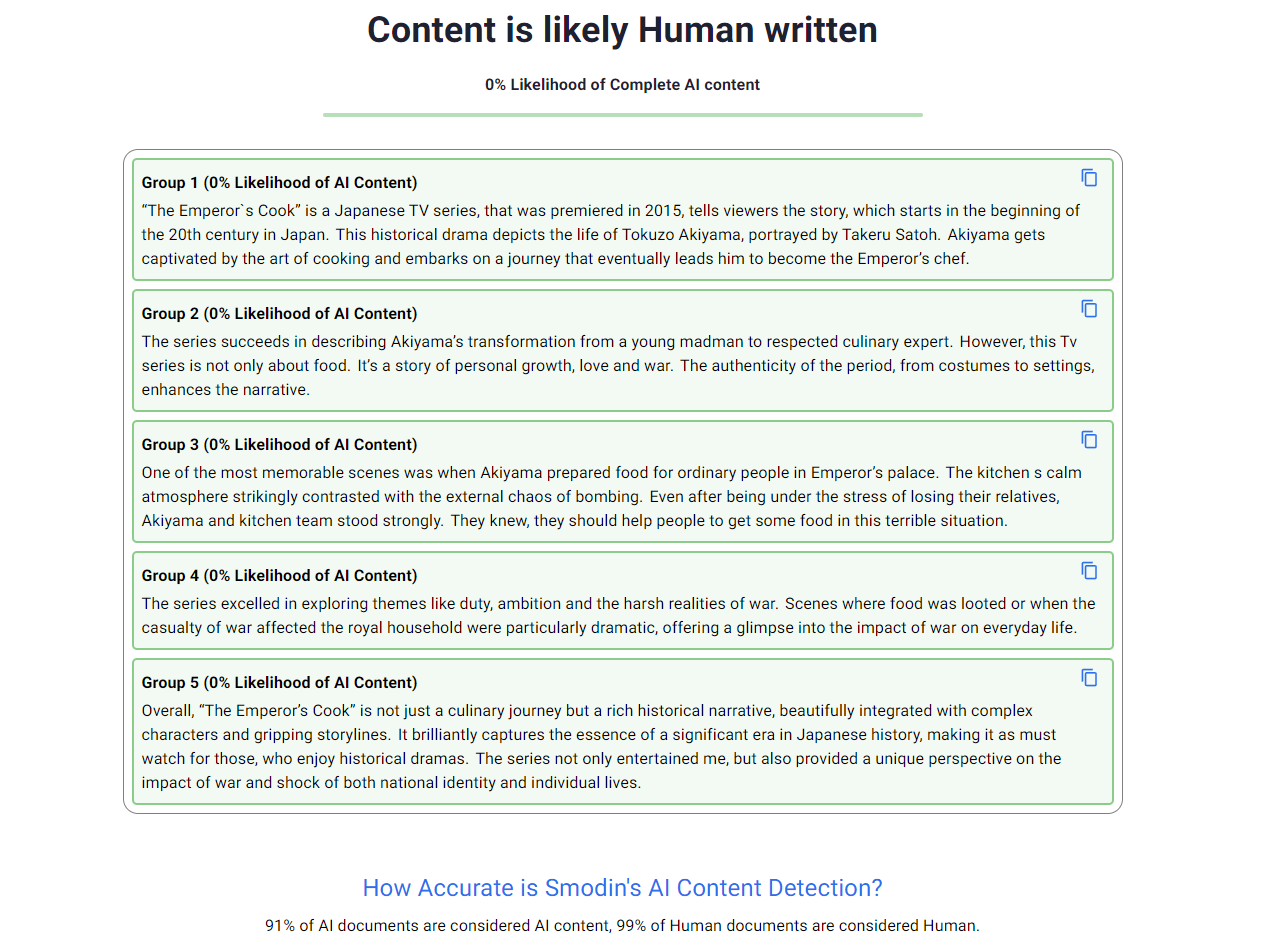 Content is likely Human written
0% Likelihood of Complete AI content
Group 1 (0% Likelihood of AI Content)
“The Emperor`s Cook” is a Japanese TV series, that was premiered in 2015, tells viewers the story, which starts in the beginning of
the 20th century in Japan. This historical drama depicts the life of Tokuzo Akiyama, portrayed by Takeru Satoh. Akiyama gets
captivated by the art of cooking and embarks on a journey that eventually leads him to become the Emperor’s chef.
Group 2 (0% Likelihood of AI Content)
The series succeeds in describing Akiyama’s transformation from a young madman to respected culinary expert. However, this Tv
series is not only about food. It’s a story of personal growth, love and war. The authenticity of the period, from costumes to settings,
enhances the narrative.
Group 3 (0% Likelihood of AI Content)
One of the most memorable scenes was when Akiyama prepared food for ordinary people in Emperor’s palace. The kitchen s calm
atmosphere strikingly contrasted with the external chaos of bombing. Even after being under the stress of losing their relatives,
Akiyama and kitchen team stood strongly. They knew, they should help people to get some food in this terrible situation.
Group 4 (0% Likelihood of AI Content)
The series excelled in exploring themes like duty, ambition and the harsh realities of war. Scenes where food was looted or when the
casualty of war affected the royal household were particularly dramatic, offering a glimpse into the impact of war on everyday life.
Group 5 (0% Likelihood of AI Content)
Overall, “The Emperor’s Cook” is not just a culinary journey but a rich historical narrative, beautifully integrated with complex
characters and gripping storylines. It brilliantly captures the essence of a significant era in Japanese history, making it as must
watch for those, who enjoy historical dramas. The series not only entertained me, but also provided a unique perspective on the
impact of war and shock of both national identity and individual lives.
How Accurate is Smodin's AI Content Detection?
91% of AI documents are considered AI content, 99% of Human documents are considered Human.